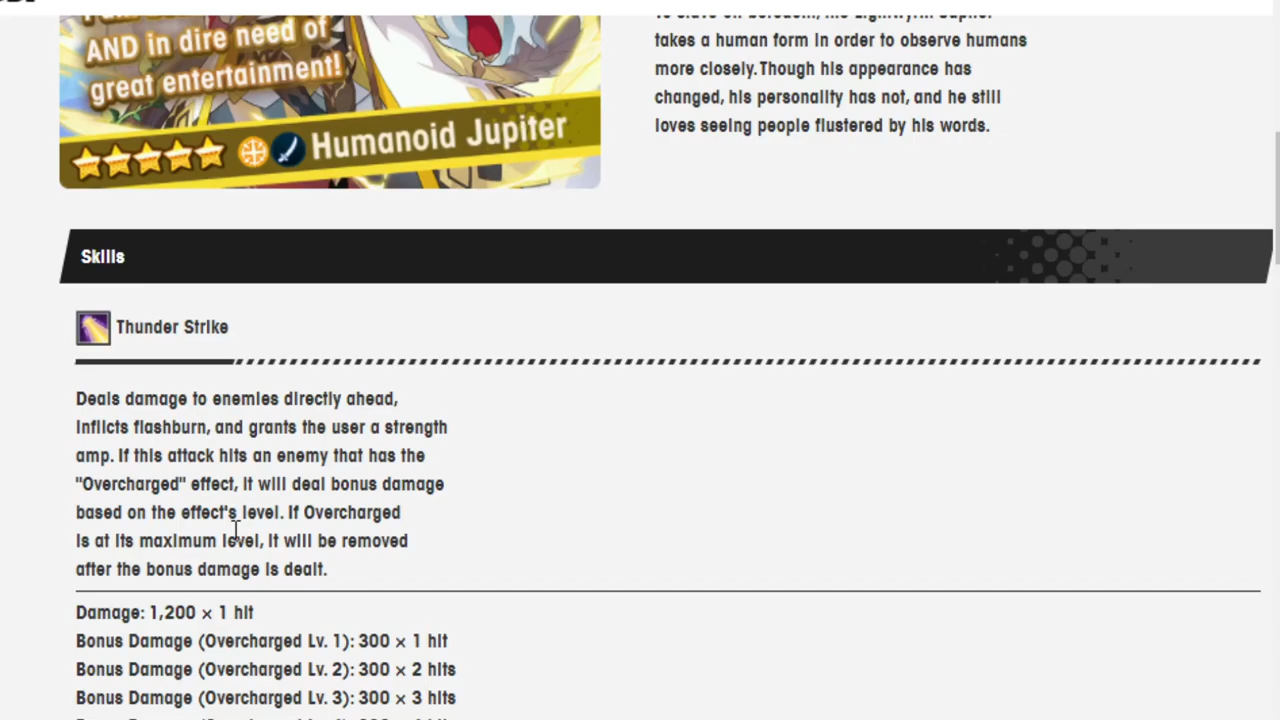 AND in dire need of
great entertainment!
Humanoid Jupiter
takes a human form in order to observe humans
more closely. Though his appearance has
changed, his personality has not, and he still
loves seeing people flustered by his words.
Skills
Thunder Strike
Deals damage to enemies directly ahead,
inflicts flashburn, and grants the user a strength
amp. If this attack hits an enemy that has the
"Overcharged" effect, it will deal bonus damage
based on the effect's level. If Overcharged
is at its maximum level, it will be removed
after the bonus damage is dealt.
Damage: 1,200 × 1 hit
Bonus Damage (Overcharged Lv. 1): 300 × 1 hit
Bonus Damage (Overcharged Lv. 2): 300 × 2 hits
Bonus Damage (Overcharged Lv. 3): 300 × 3 hits